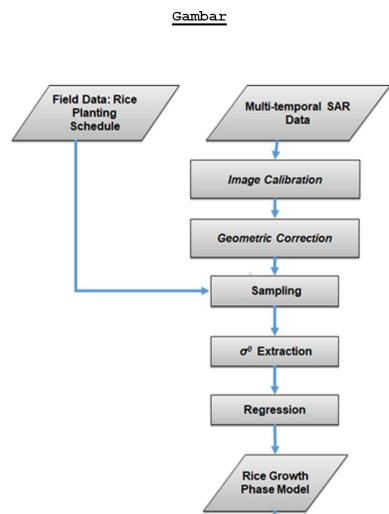 Gambar
Field Data: Rice
Planting
Schedule
Multi-temporal SAR
Data
Image Calibration
Geometric Correction
Sampling
σ⁰ Extraction
Regression
Rice Growth
Phase Model